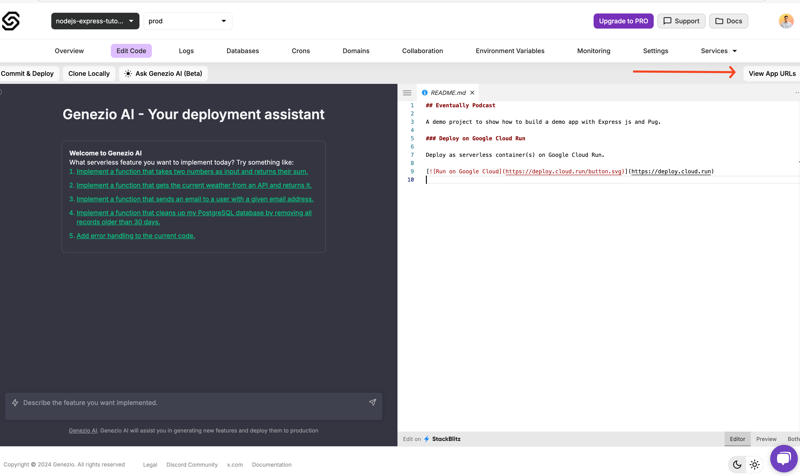 nodejs-express-tuto...
prod
Upgrade to PRO
Support
Docs
Overview
Edit Code
Logs
Databases
Crons
Domains
Collaboration
Environment Variables
Monitoring
Settings
Services
Commit & Deploy
Clone Locally
Ask Genezio AI (Beta)
View App URLs
Genezio AI - Your deployment assistant
Welcome to Genezio AI
What serverless feature you want to implement today? Try something like:
1. Implement a function that takes two numbers as input and returns their sum.
2. Implement a function that gets the current weather from an API and returns it.
3. Implement a function that sends an email to a user with a given email address.
4. Implement a function that cleans up my PostgreSQL database by removing all
records older than 30 days.
5. Add error handling to the current code.
Describe the feature you want implemented.
Genezio AI. Genezio AI will assist you in generating new features and deploy them to production
README.md
1 ## Eventually Podcast
2
3 A demo project to show how to build a demo app with Express js and Pug.
4
5 ### Deploy on Google Cloud Run
6
7 Deploy as serverless container(s) on Google Cloud Run.
8
9 [![Run on Google Cloud](https://deploy.cloud.run/button.svg)](https://deploy.cloud.run)
10
Edit on StackBlitz
Editor
Preview
Both
Copyright © 2024 Genezio. All rights reserved
Legal
Discord Community
x.com
Documentation